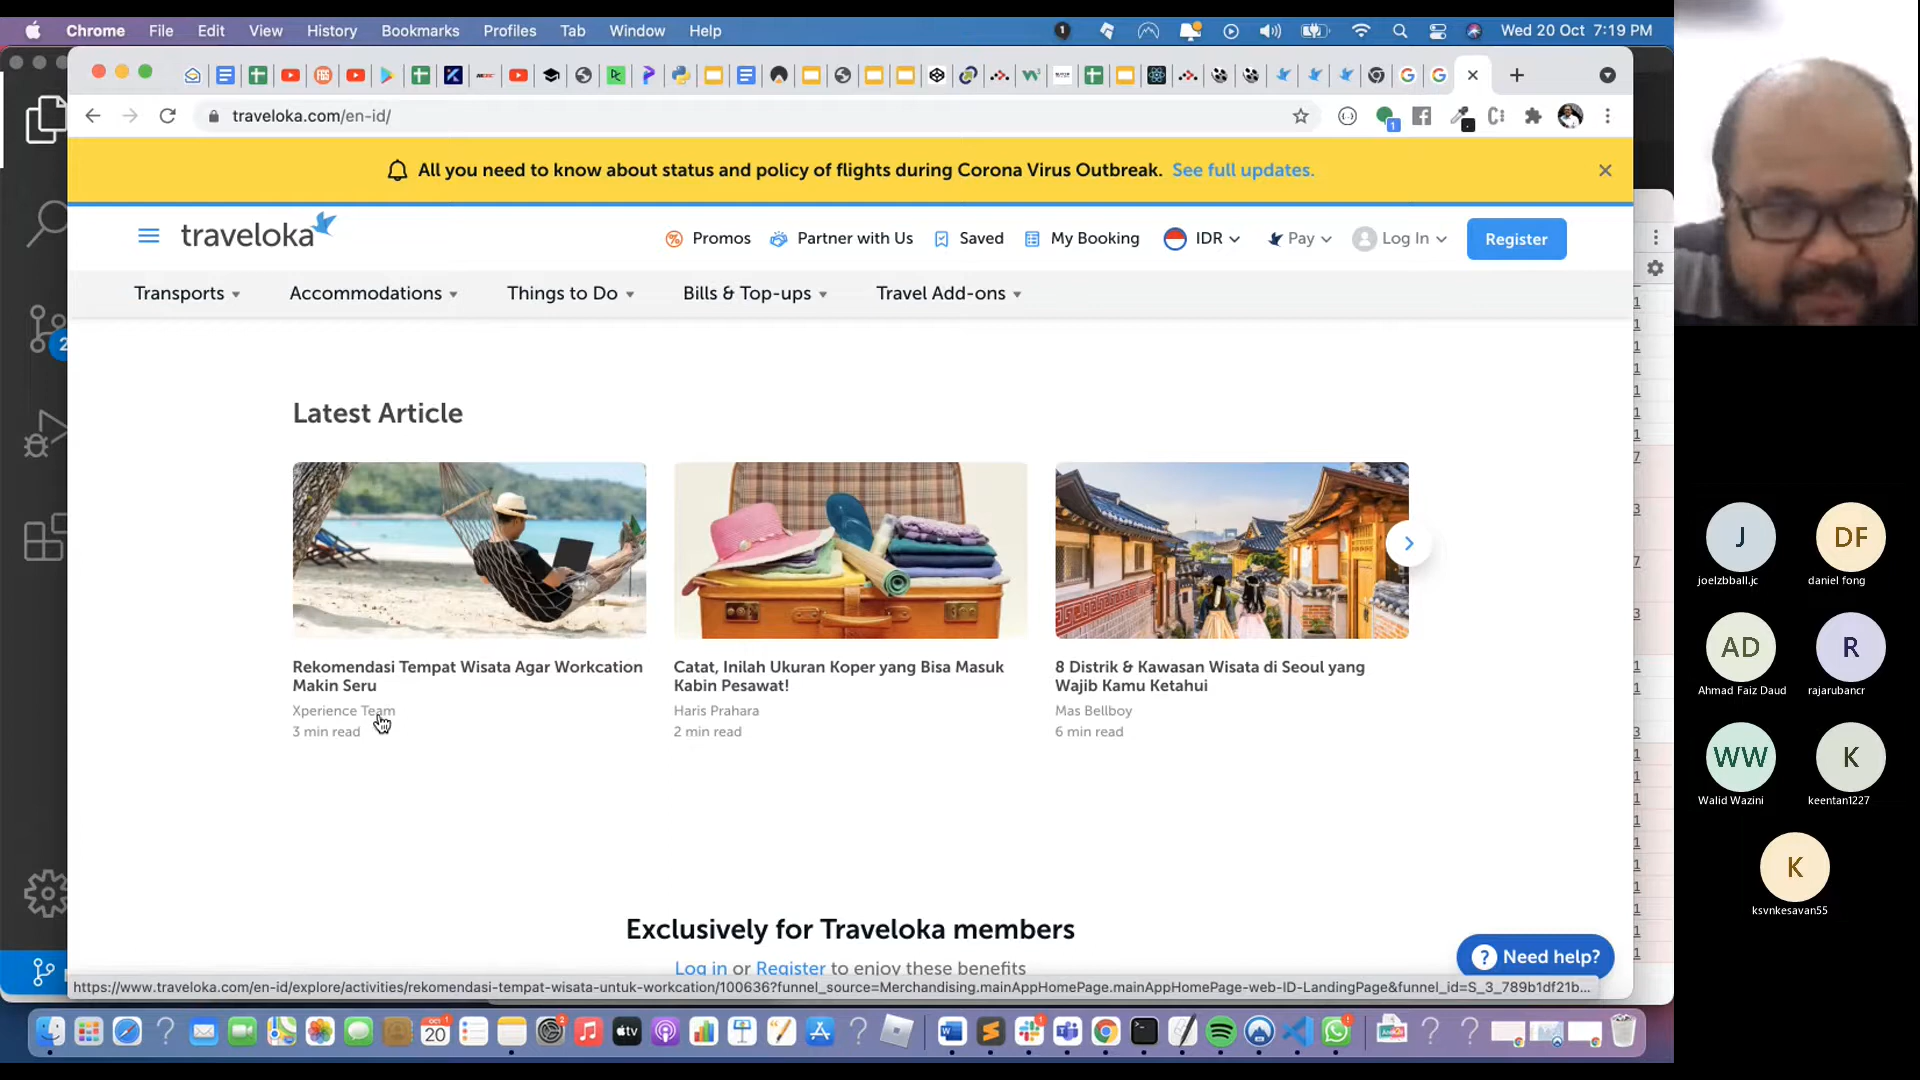 Chrome File Edit View History Bookmarks Profiles Tab Window Help
1
Wed 20 Oct 7:19 PM
traveloka.com/en-id/
1
All you need to know about status and policy of flights during Corona Virus Outbreak. See full updates.
traveloka
Promos Partner with Us Saved My Booking IDR Pay Log In Register
Transports Accommodations Things to Do Bills & Top-ups Travel Add-ons
Latest Article
Rekomendasi Tempat Wisata Agar Workcation
Makin Seru
Xperience Team
3 min read
Catat, Inilah Ukuran Koper yang Bisa Masuk
Kabin Pesawat!
Haris Prahara
2 min read
8 Distrik & Kawasan Wisata di Seoul yang
Wajib Kamu Ketahui
Mas Bellboy
6 min read
Exclusively for Traveloka members
Log in or Register to enjoy these benefits
? Need help?
https://www.traveloka.com/en-id/explore/activities/rekomendasi-tempat-wisata-untuk-workcation/100636?funnel_source=Merchandising.mainAppHomePage.mainAppHomePage-web-ID-LandingPage&funnel_id=S_3_789b1df21b...
OCT
20
tv
J
joelzbball.jc
DF
daniel fong
AD
Ahmad Faiz Daud
R
rajarubancr
WW
Walid Wazini
K
keentan1227
K
ksvnkesavan55